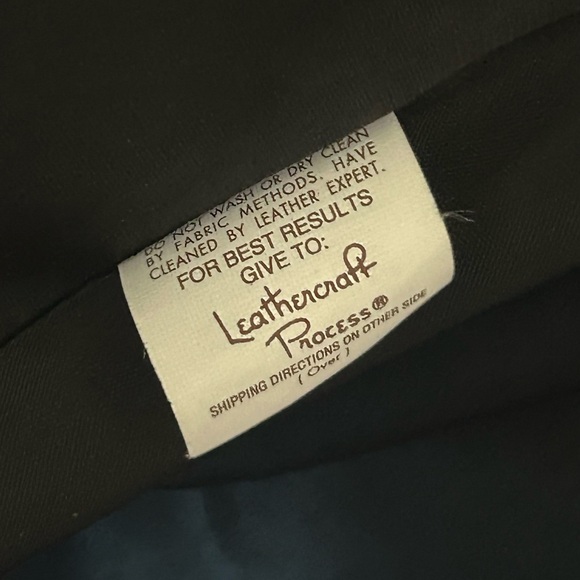 DO NOT WASH OR DRY CLEAN
BY FABRIC METHODS. HAVE
CLEANED BY LEATHER EXPERT.
FOR BEST RESULTS
GIVE TO:
Leathercraft
Process®
SHIPPING DIRECTIONS ON OTHER SIDE
(Over)